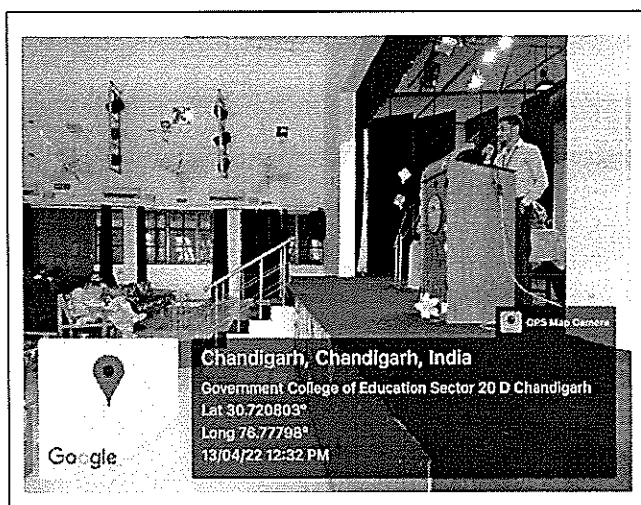 GPS Map Camera
Chandigarh, Chandigarh, India
Government College of Education Sector 20 D Chandigarh
Lat 30.720803°
Long 76.77798°
13/04/22 12:32 PM
Google